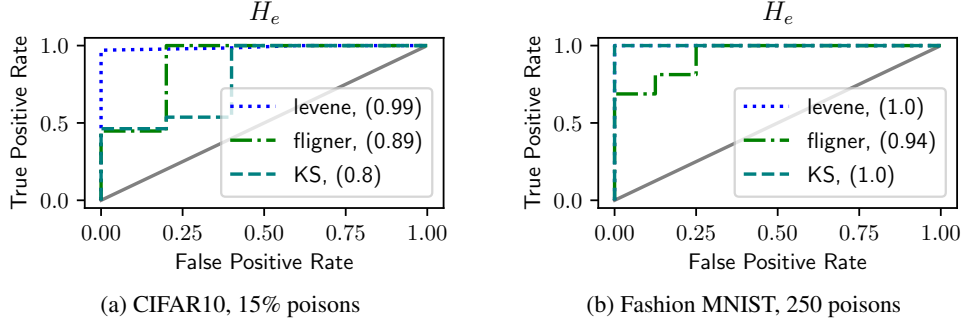 H_e
True Positive Rate
1.0
0.5
0.0
levene, (0.99)
fligner, (0.89)
KS, (0.8)
0.00 0.25 0.50 0.75 1.00
False Positive Rate
(a) CIFAR10, 15% poisons
H_e
True Positive Rate
1.0
0.5
0.0
levene, (1.0)
fligner, (0.94)
KS, (1.0)
0.00 0.25 0.50 0.75 1.00
False Positive Rate
(b) Fashion MNIST, 250 poisons